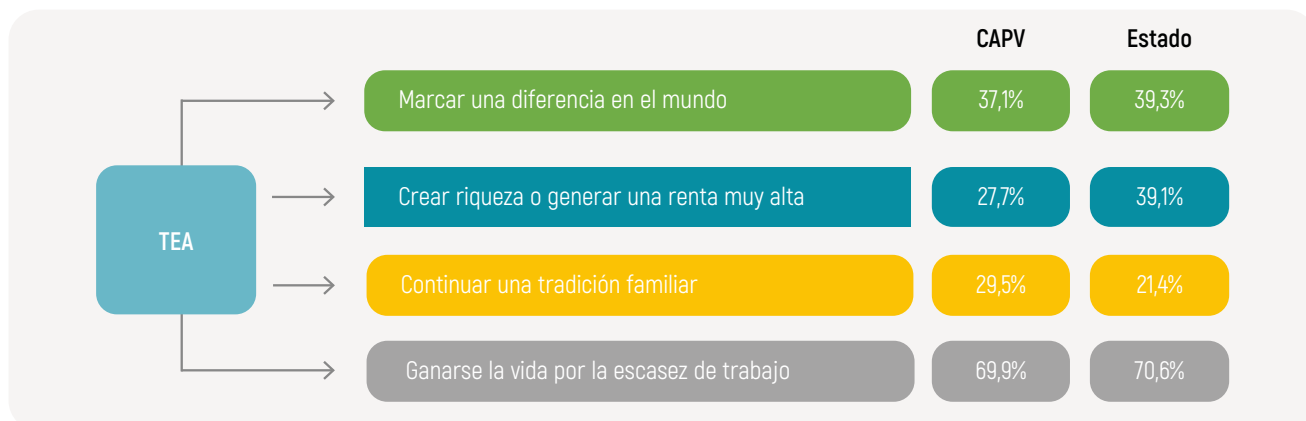 CAPV Estado
Marcar una diferencia en el mundo 37,1% 39,3%
Crear riqueza o generar una renta muy alta 27,7% 39,1%
TEA
Continuar una tradición familiar 29,5% 21,4%
Ganarse la vida por la escasez de trabajo 69,9% 70,6%